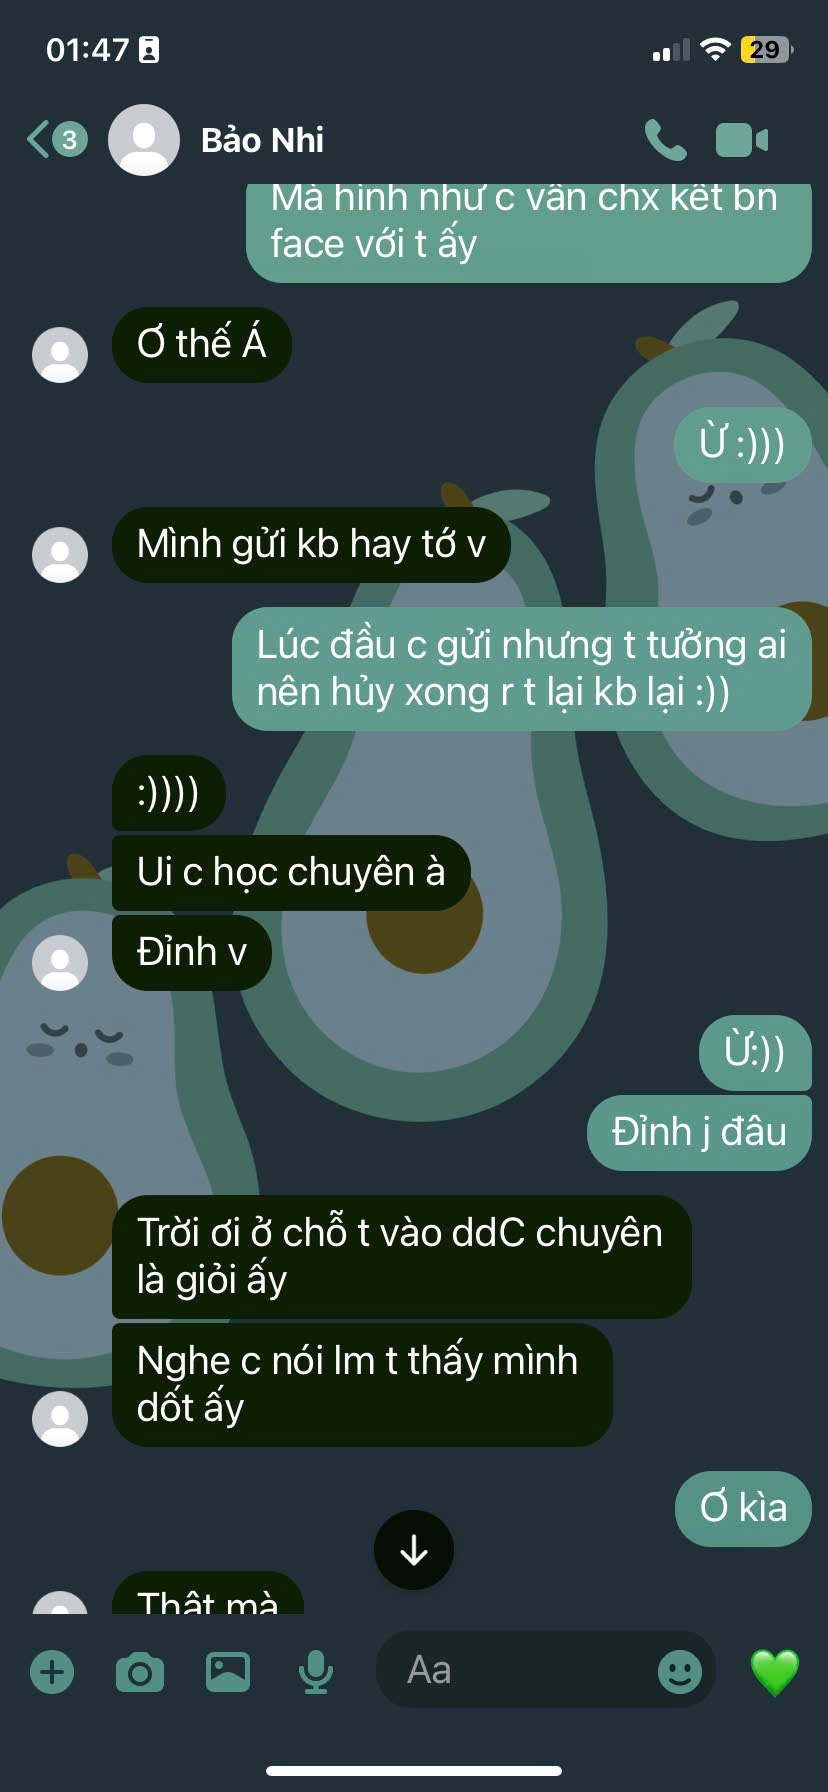 01:47
29
3
Bảo Nhi
Mà hình như c vẫn chx kết bn
face với t ấy
Ơ thế Á
Ừ :)))
Mình gửi kb hay tớ v
Lúc đầu c gửi nhưng t tưởng ai
nên hủy xong r t lại kb lại :))
:))))
Ui c học chuyên à
Đỉnh v
Ừ:))
Đỉnh j đâu
Trời ơi ở chỗ t vào ddC chuyên
là giỏi ấy
Nghe c nói lm t thấy mình
dốt ấy
Ơ kìa
Thật mà
Aa